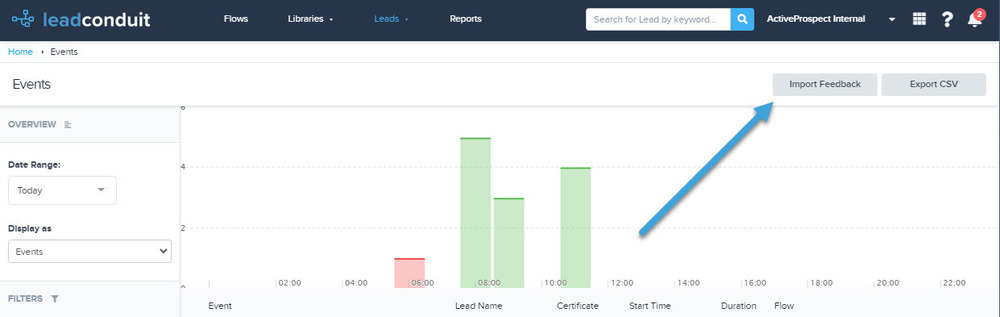 leadconduit
Flows
Libraries
Leads
Reports
Search for Lead by keyword...
ActiveProspect Internal
?
2
Home › Events
Events
Import Feedback
Export CSV
OVERVIEW
Date Range:
Today
Display as
Events
FILTERS
6
4
2
0
02:00 04:00 06:00 08:00 10:00 12:00 14:00 16:00 18:00 20:00 22:00
Event Lead Name Certificate Start Time Duration Flow